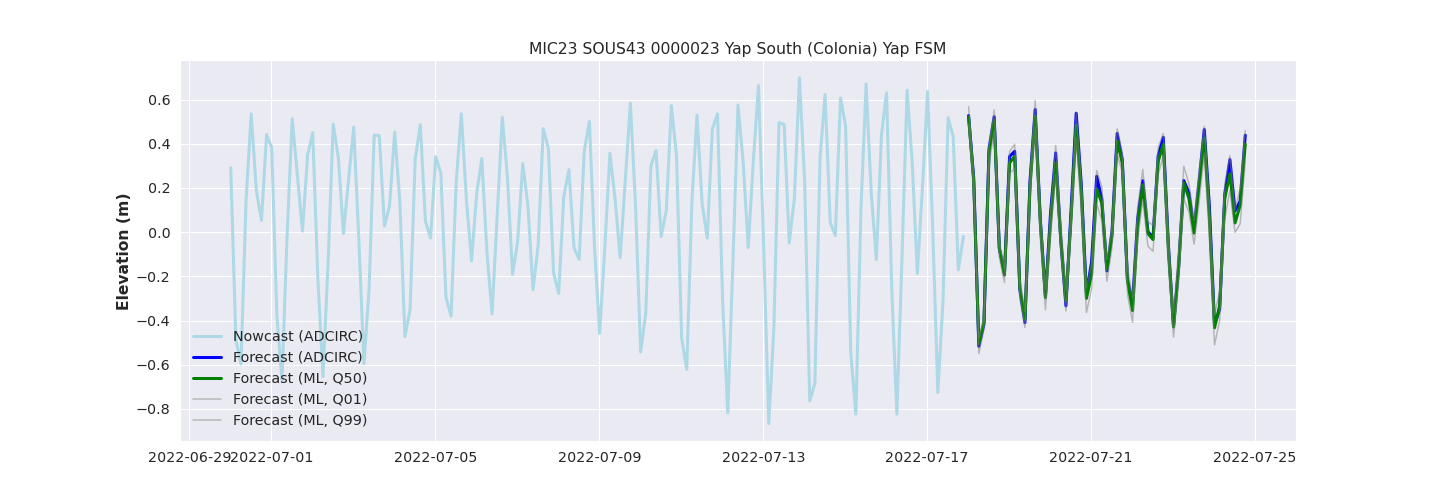 MIC23 SOUS43 0000023 Yap South (Colonia) Yap FSM
Elevation (m)
0.6
0.4
0.2
0.0
−0.2
−0.4
−0.6
−0.8
Nowcast (ADCIRC)
Forecast (ADCIRC)
Forecast (ML, Q50)
Forecast (ML, Q01)
Forecast (ML, Q99)
2022-06-29 2022-07-01 2022-07-05 2022-07-09 2022-07-13 2022-07-17 2022-07-21 2022-07-25